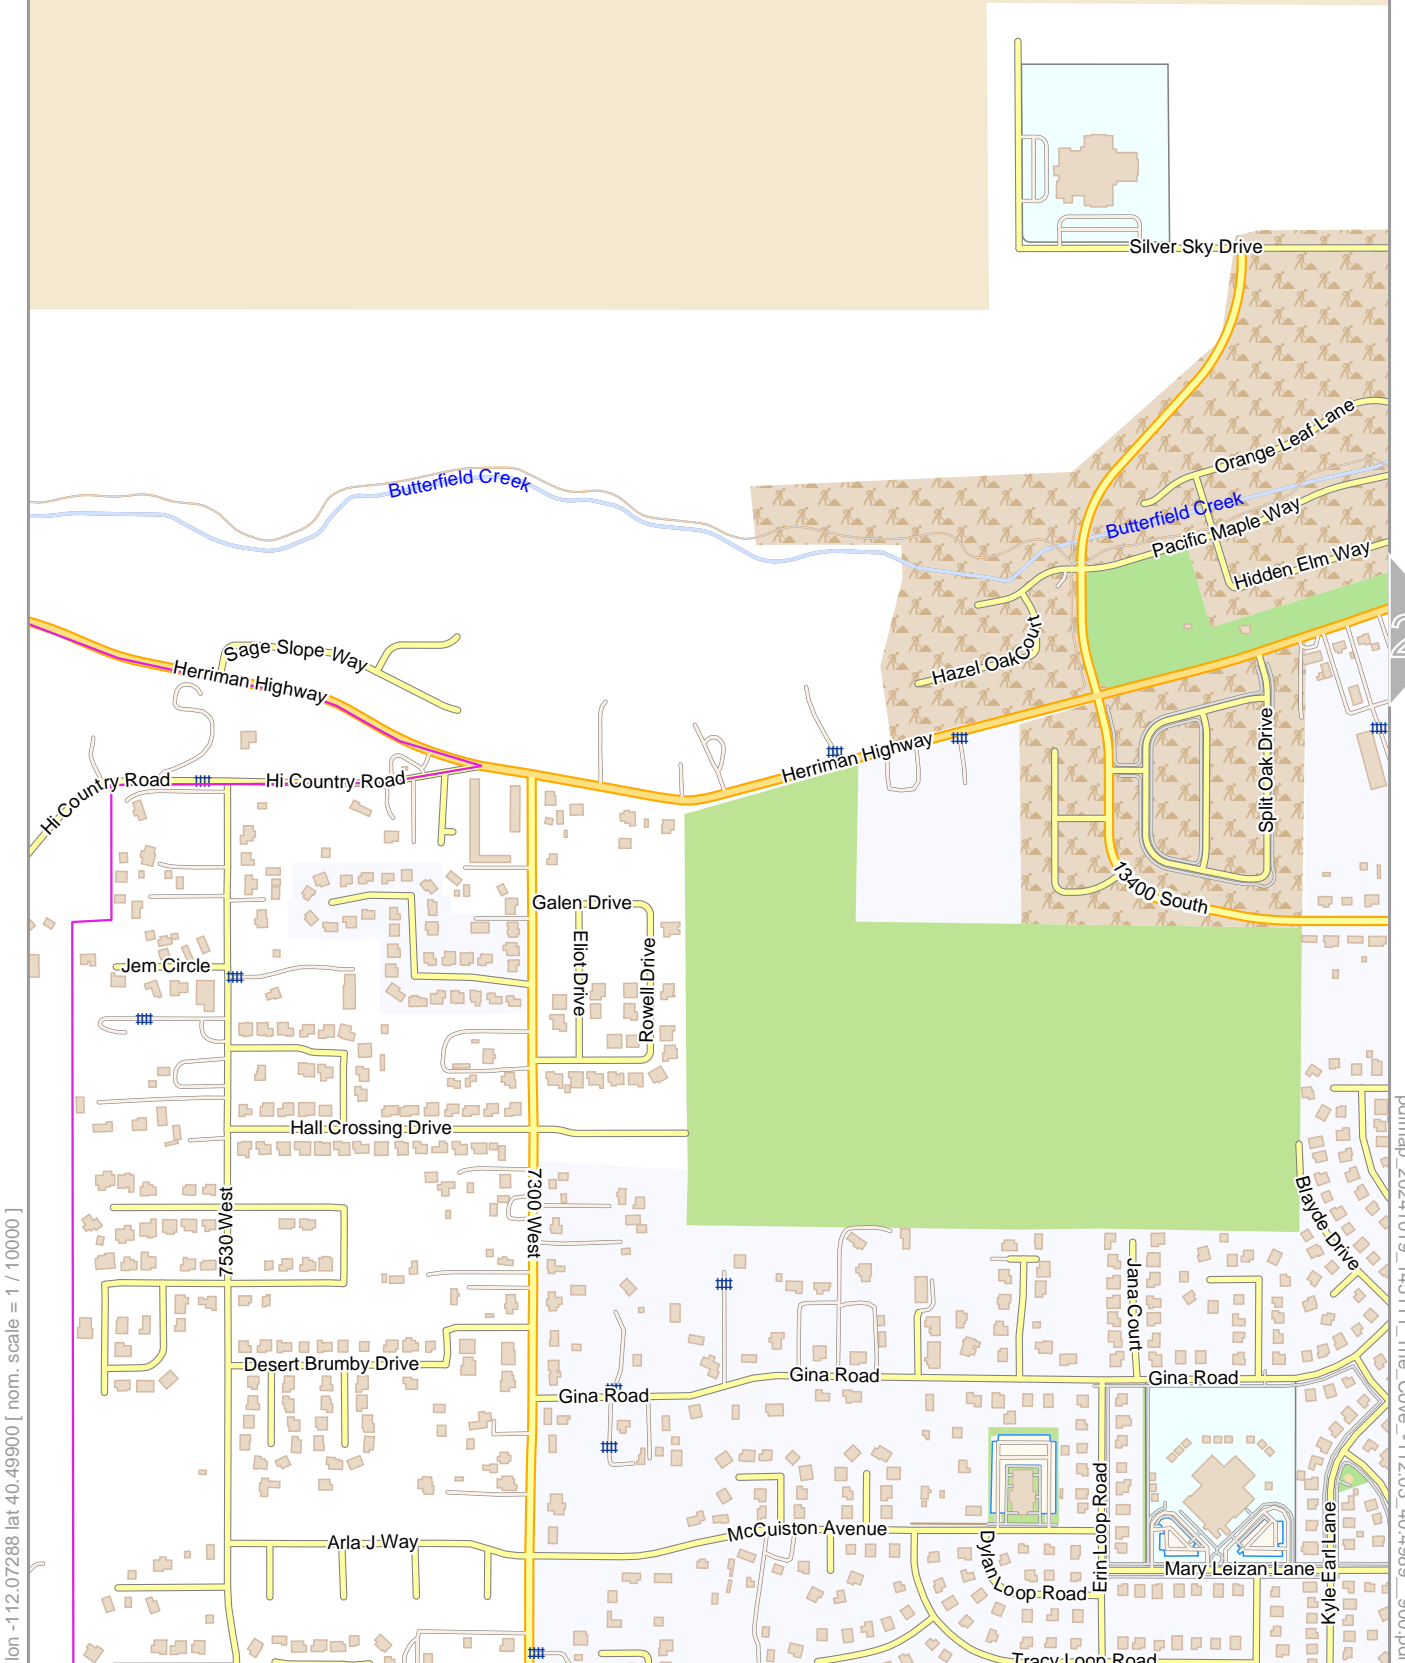 Silver Sky Drive
Orange Leaf Lane
Butterfield Creek
Butterfield Creek
Pacific Maple Way
Hidden Elm Way
Hazel Oak Court
Sage Slope Way
Herriman Highway
2
Split Oak Drive
Herriman Highway
Hi Country Road
Hi Country Road
13400 South
Galen Drive
Eliot Drive
Rowell Drive
Jem Circle
Hall Crossing Drive
7530 West
7300 West
Blayde Drive
Jana Court
Desert Brumby Drive
Gina Road
Gina Road
Gina Road
Arla J Way
McCuiston Avenue
Dylan Loop Road
Erin Loop Road
Mary Leizan Lane
Kyle Earl Lane
Tracy Loop Road
lon -112.07288 lat 40.49900 [ nom. scale = 1 / 10000 ]